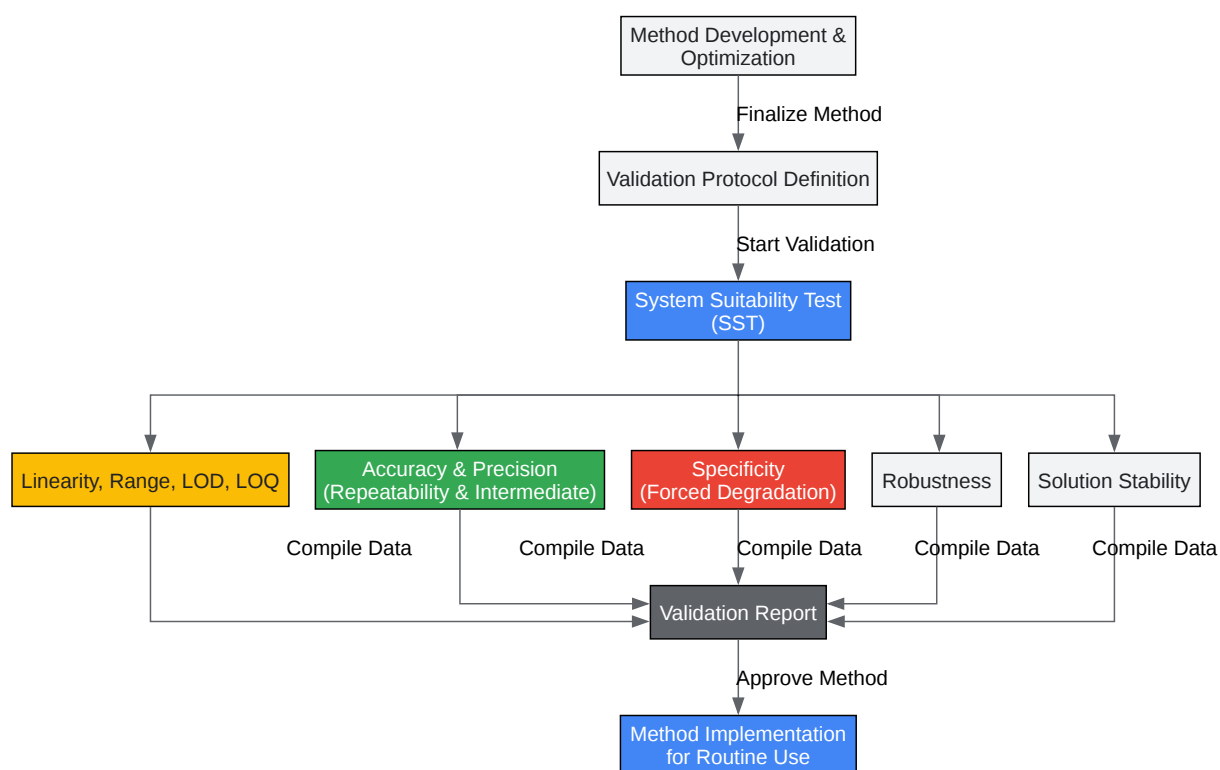 Method Development &
Optimization
Finalize Method
Validation Protocol Definition
Start Validation
System Suitability Test
(SST)
Linearity, Range, LOD, LOQ
Accuracy & Precision
(Repeatability & Intermediate)
Specificity
(Forced Degradation)
Robustness
Solution Stability
Compile Data
Compile Data
Compile Data
Compile Data
Compile Data
Validation Report
Approve Method
Method Implementation
for Routine Use